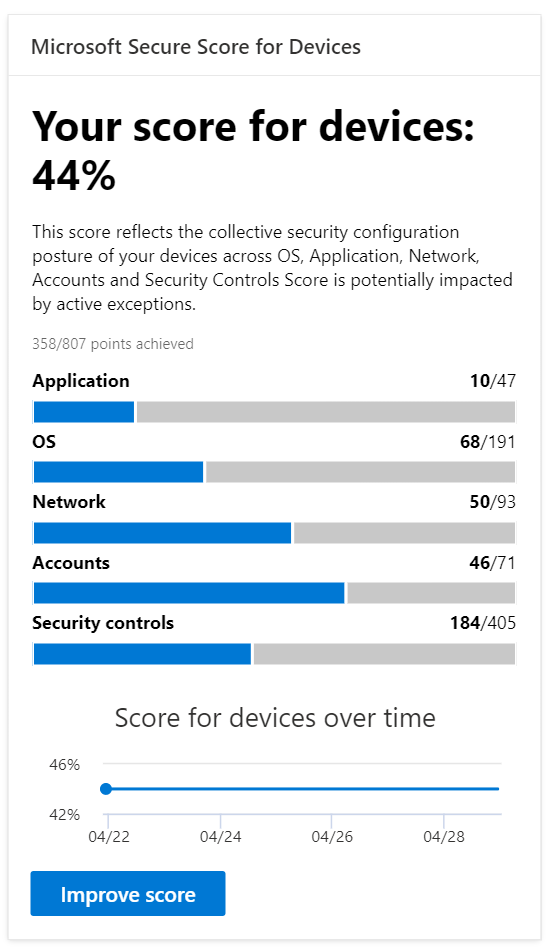 Microsoft Secure Score for Devices
Your score for devices:
44%
This score reflects the collective security configuration
posture of your devices across OS, Application, Network,
Accounts and Security Controls Score is potentially impacted
by active exceptions.
358/807 points achieved
Application 10/47
OS 68/191
Network 50/93
Accounts 46/71
Security controls 184/405
Score for devices over time
46%
42%
04/22 04/24 04/26 04/28
Improve score